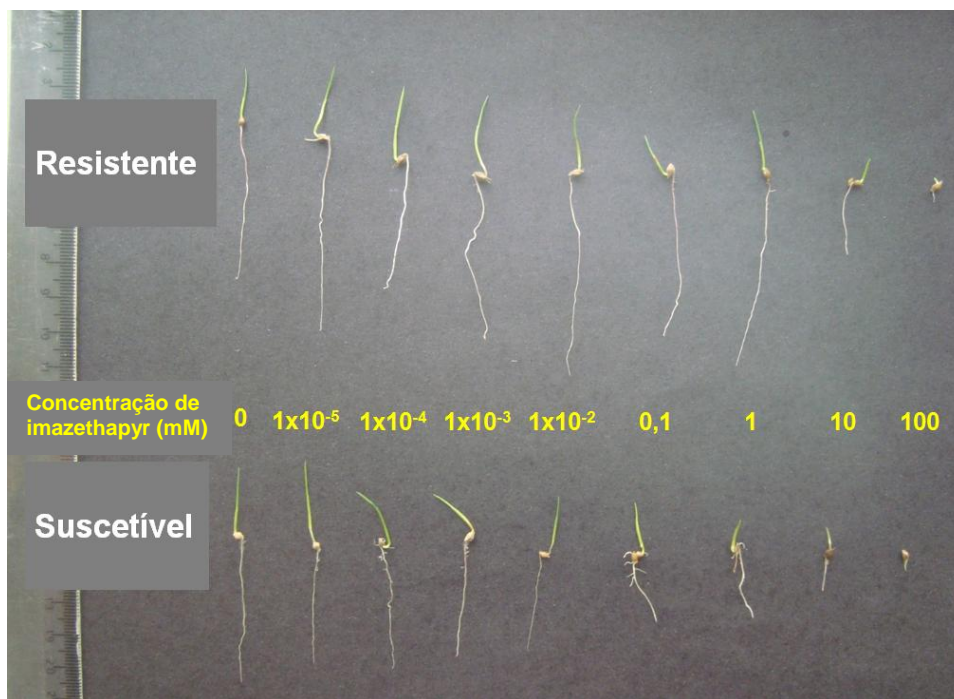 Resistente
Concentração de
imazethapyr (mM)
0 1x10⁻⁵ 1x10⁻⁴ 1x10⁻³ 1x10⁻² 0,1 1 10 100
Suscetível